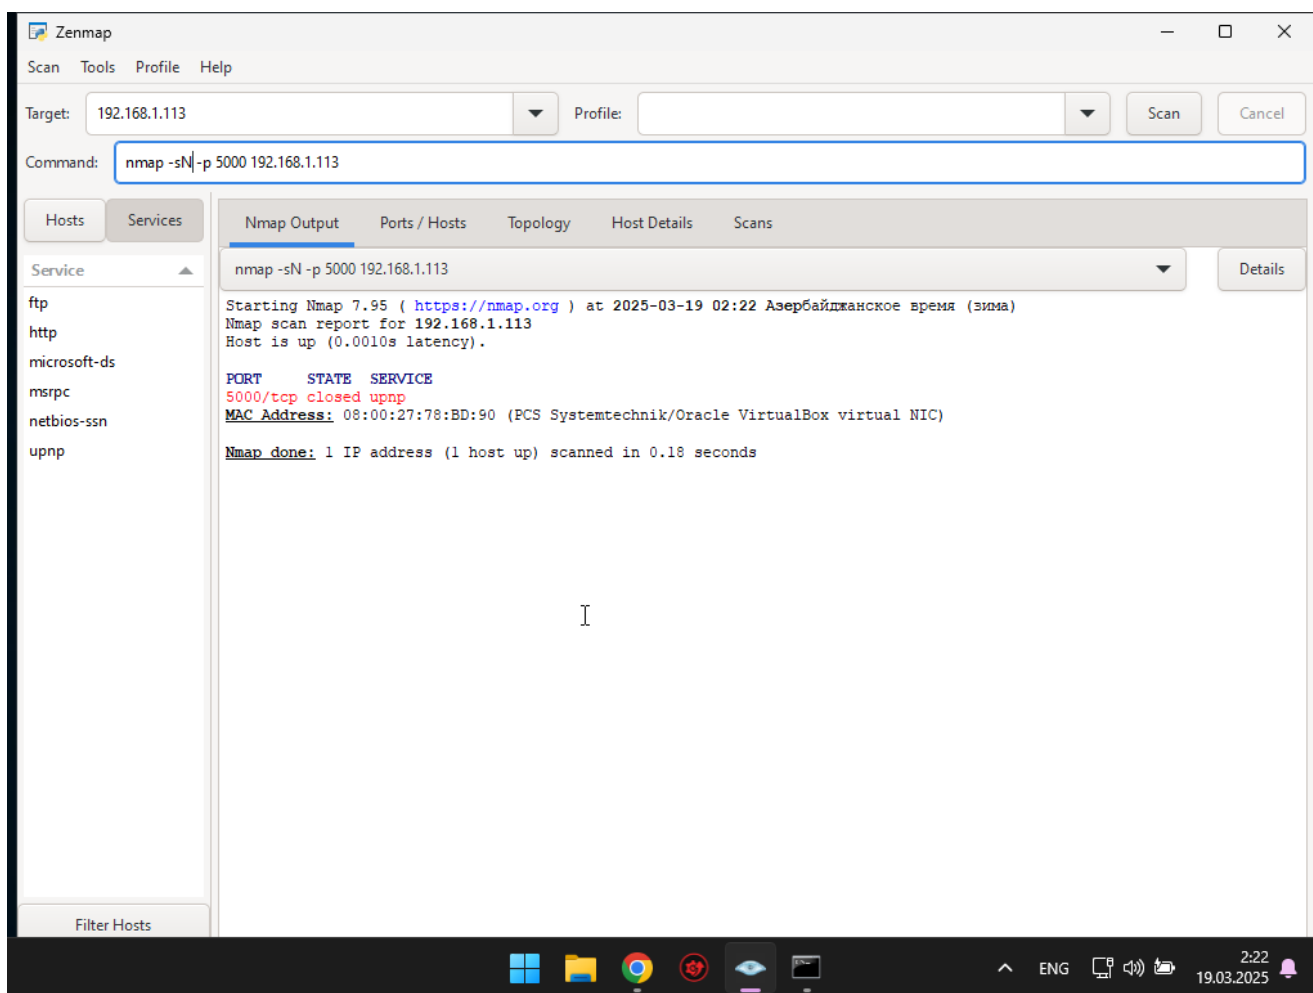 Zenmap
Scan Tools Profile Help
Target: 192.168.1.113 Profile: Scan Cancel
Command: nmap -sN -p 5000 192.168.1.113
Hosts Services
Nmap Output Ports / Hosts Topology Host Details Scans
Service
nmap -sN -p 5000 192.168.1.113 Details
ftp
http
microsoft-ds
msrpc
netbios-ssn
upnp
Starting Nmap 7.95 ( https://nmap.org ) at 2025-03-19 02:22 Азербайджанское время (зима)
Nmap scan report for 192.168.1.113
Host is up (0.0010s latency).
PORT STATE SERVICE
5000/tcp closed upnp
MAC Address: 08:00:27:78:BD:90 (PCS Systemtechnik/Oracle VirtualBox virtual NIC)
Nmap done: 1 IP address (1 host up) scanned in 0.18 seconds
Filter Hosts
ENG
2:22
19.03.2025